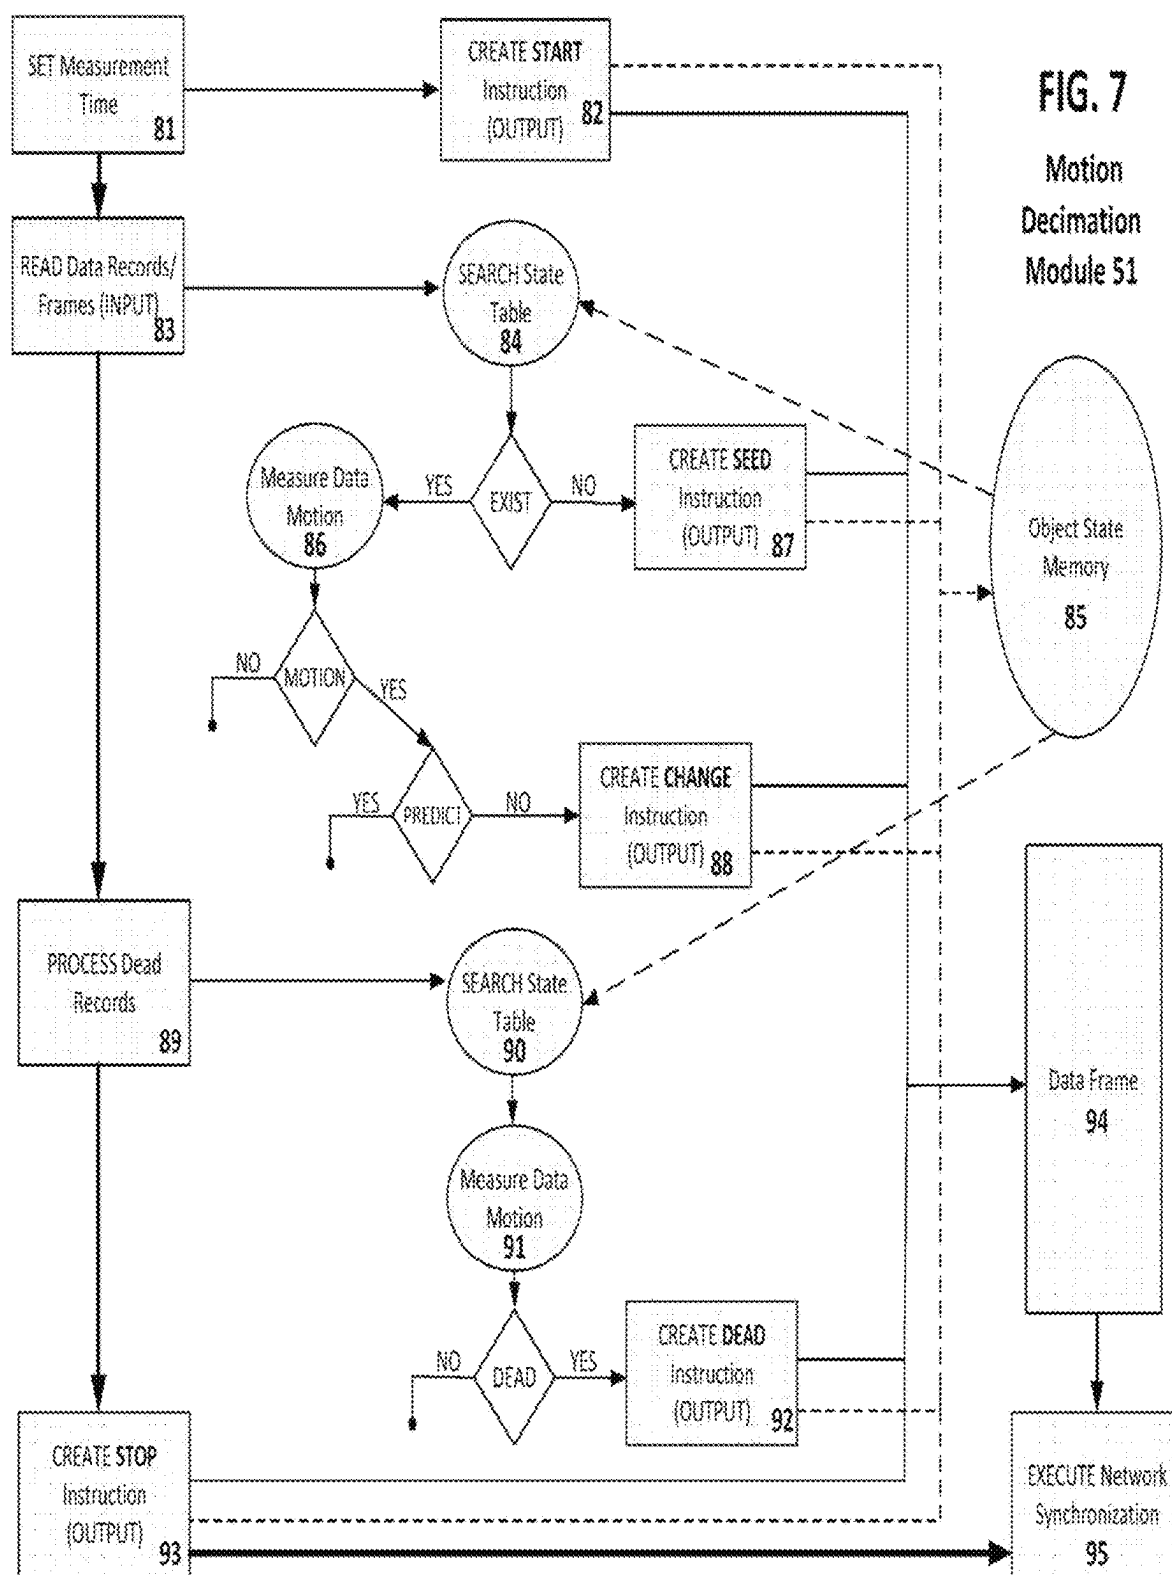 SET Measurement
Time
81
CREATE START
Instruction
(OUTPUT)
82
FIG. 7
Motion
Decimation
Module 51
READ Data Records/
Frames (INPUT)
83
SEARCH State
Table
84
Measure Data
Motion
86
YES
EXIST
NO
CREATE SEED
Instruction
(OUTPUT)
87
Object State
Memory
85
NO
MOTION
YES
YES
PREDICT
NO
CREATE CHANGE
Instruction
(OUTPUT)
88
PROCESS Dead
Records
89
SEARCH State
Table
90
Data Frame
94
Measure Data
Motion
91
NO
DEAD
YES
CREATE DEAD
Instruction
(OUTPUT)
92
CREATE STOP
Instruction
(OUTPUT)
93
EXECUTE Network
Synchronization
95